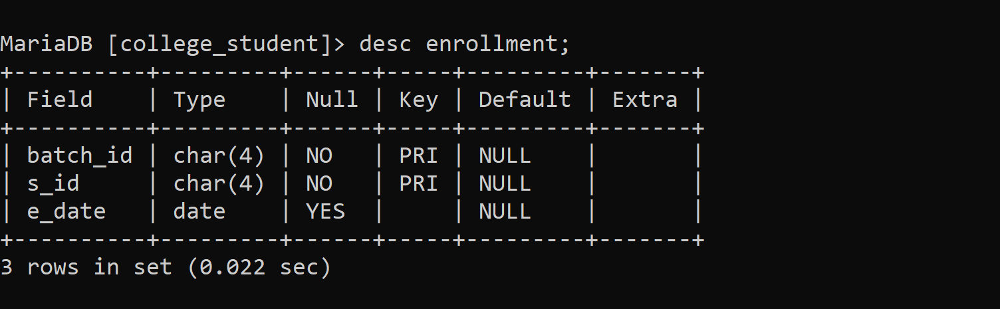 MariaDB [college_student]> desc enrollment;
+----------+---------+------+-----+---------+-------+
| Field    | Type    | Null | Key | Default | Extra |
+----------+---------+------+-----+---------+-------+
| batch_id | char(4) | NO   | PRI | NULL    |       |
| s_id     | char(4) | NO   | PRI | NULL    |       |
| e_date   | date    | YES  |     | NULL    |       |
+----------+---------+------+-----+---------+-------+
3 rows in set (0.022 sec)